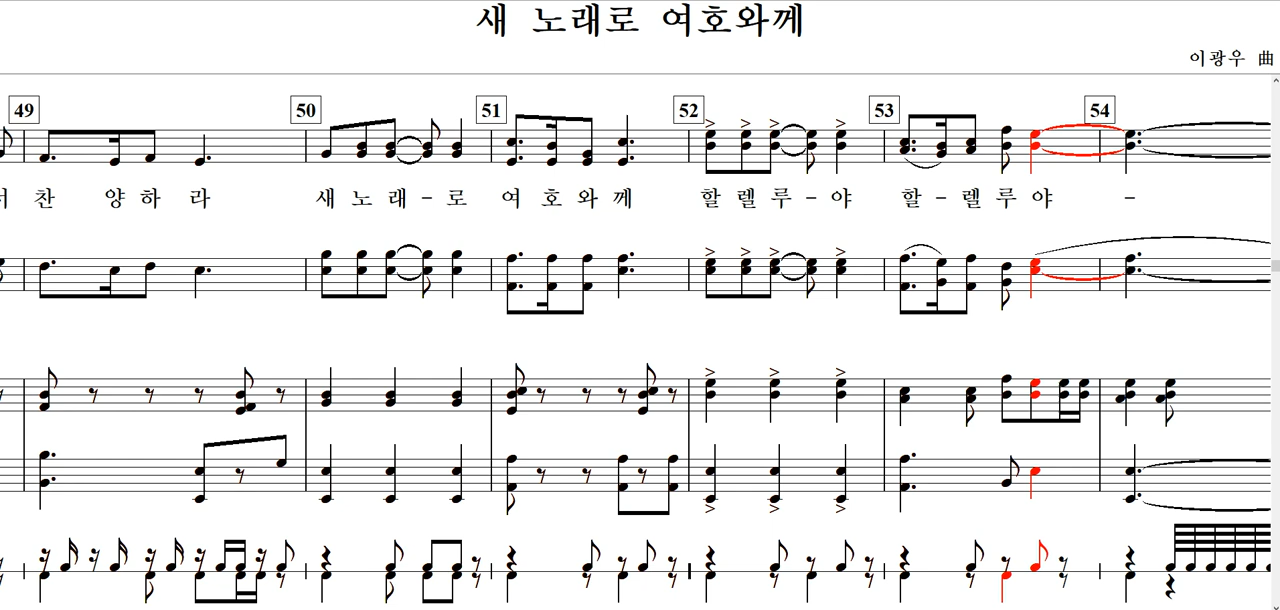 새 노래로 여호와께
이광우 曲
49 50 51 52 53 54
찬 양 하 라 새 노 래 - 로 여 호 와 께 할 렐 루 - 야 할 - 렐 루 야 -